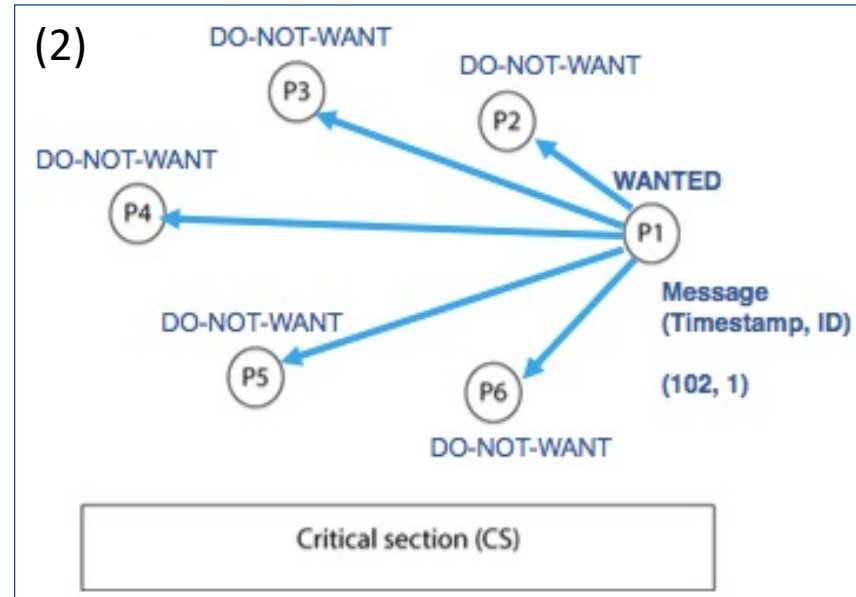 (2)
DO-NOT-WANT
P3
DO-NOT-WANT
P2
DO-NOT-WANT
P4
WANTED
P1
Message
(Timestamp, ID)
(102, 1)
DO-NOT-WANT
P5
P6
DO-NOT-WANT
Critical section (CS)